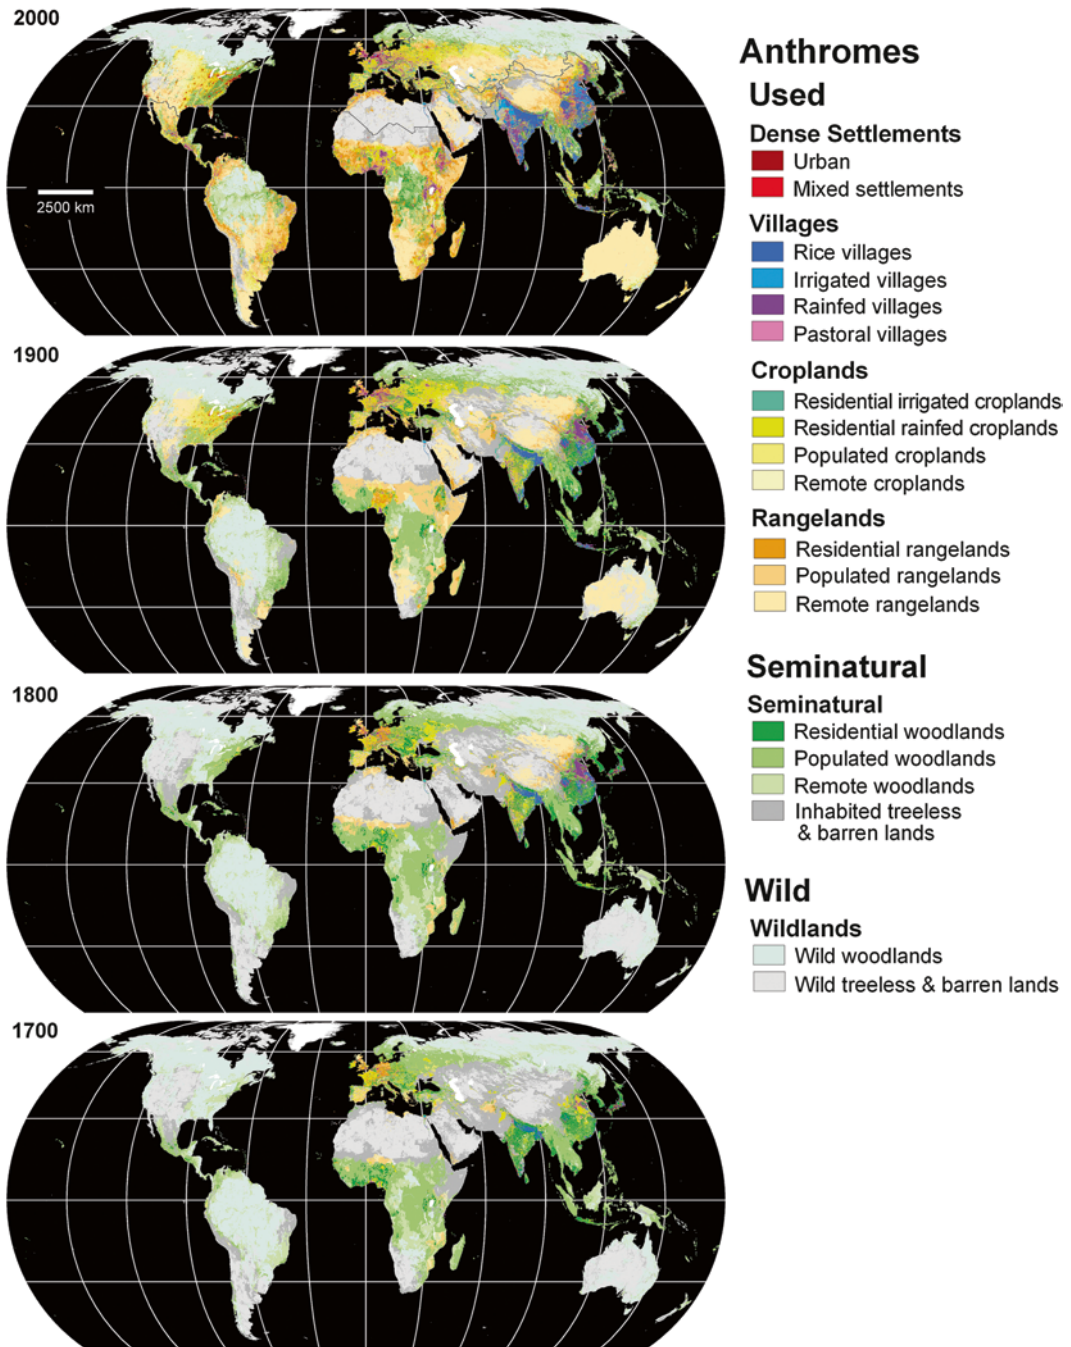 2000
2500 km
1900
1800
1700
Anthromes
Used
Dense Settlements
Urban
Mixed settlements
Villages
Rice villages
Irrigated villages
Rainfed villages
Pastoral villages
Croplands
Residential irrigated croplands
Residential rainfed croplands
Populated croplands
Remote croplands
Rangelands
Residential rangelands
Populated rangelands
Remote rangelands
Seminatural
Seminatural
Residential woodlands
Populated woodlands
Remote woodlands
Inhabited treeless
& barren lands
Wild
Wildlands
Wild woodlands
Wild treeless & barren lands